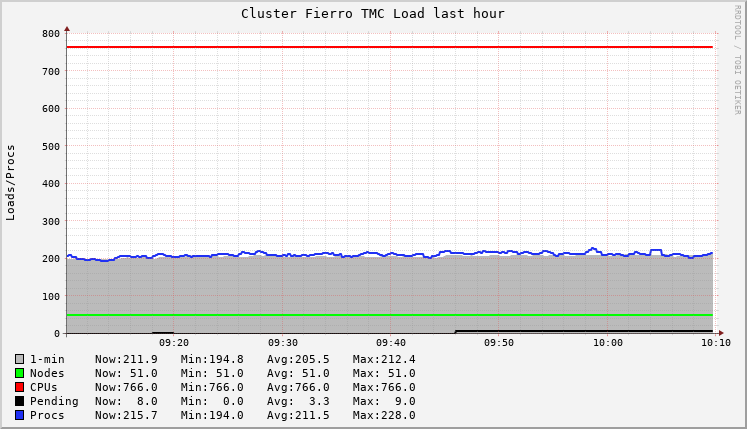 Cluster Fierro TMC Load last hour
RRDTOOL / TOBI OETIKER
Loads/Procs
800
700
600
500
400
300
200
100
0
09:20 09:30 09:40 09:50 10:00 10:10
1-min Now:211.9 Min:194.8 Avg:205.5 Max:212.4
Nodes Now: 51.0 Min: 51.0 Avg: 51.0 Max: 51.0
CPUs Now:766.0 Min:766.0 Avg:766.0 Max:766.0
Pending Now: 8.0 Min: 0.0 Avg: 3.3 Max: 9.0
Procs Now:215.7 Min:194.0 Avg:211.5 Max:228.0